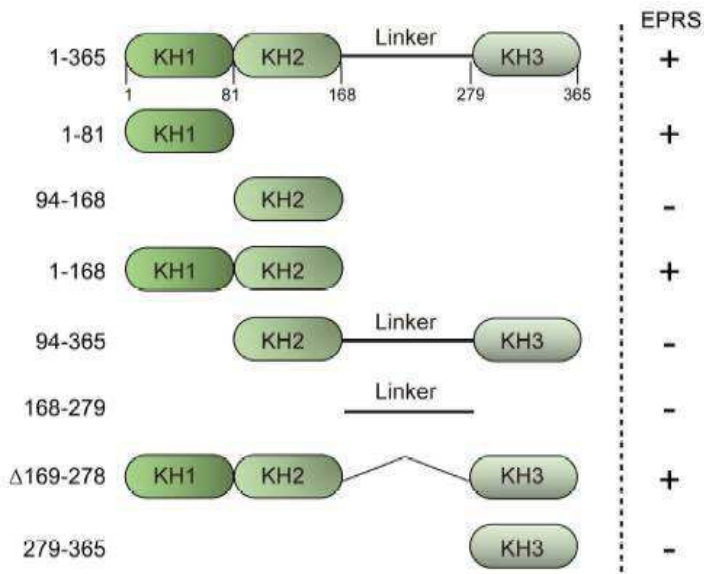 EPRS
1-365 KH1 KH2 Linker KH3 +
1 81 168 279 365
1-81 KH1 +
94-168 KH2 -
1-168 KH1 KH2 +
94-365 KH2 Linker KH3 -
168-279 Linker -
Δ169-278 KH1 KH2 KH3 +
279-365 KH3 -